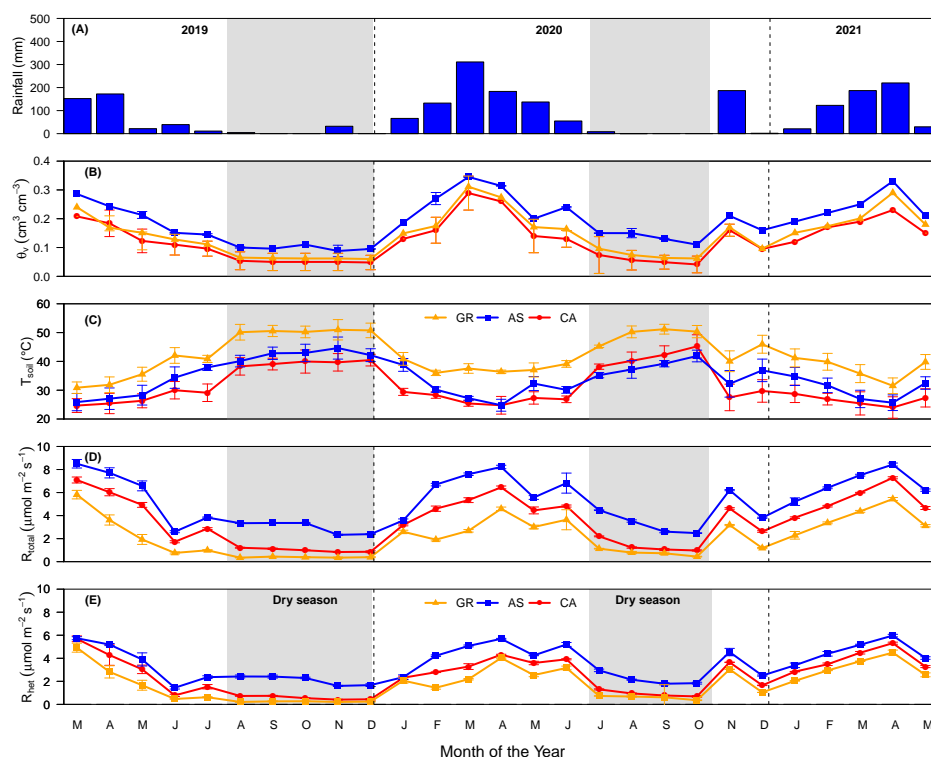 (A) 2019 2020 2021
Rainfall (mm)
500
400
300
200
100
0
(B)
θv (cm³ cm⁻³)
0.4
0.3
0.2
0.1
0.0
(C) GR AS CA
Tsoil (°C)
60
50
40
30
20
(D)
Rtotal (μmol m⁻² s⁻¹)
10
8
6
4
2
0
(E) Dry season GR AS CA Dry season
Rhet (μmol m⁻² s⁻¹)
10
8
6
4
2
0
M A M J J A S O N D J F M A M J J A S O N D J F M A M
Month of the Year